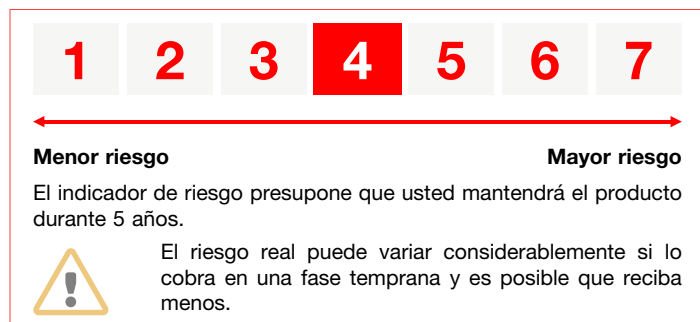 1 2 3 4 5 6 7
Menor riesgo Mayor riesgo
El indicador de riesgo presupone que usted mantendrá el producto
durante 5 años.
El riesgo real puede variar considerablemente si lo
cobra en una fase temprana y es posible que reciba
menos.